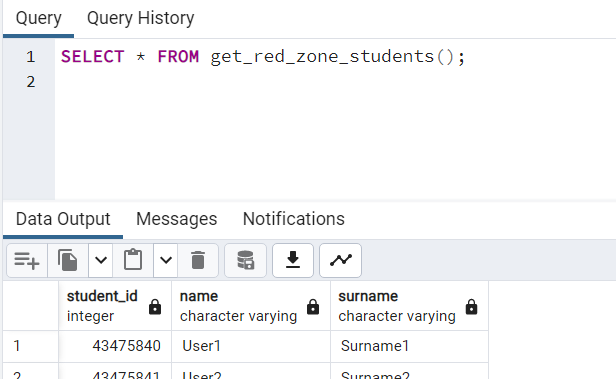 Query Query History
1 SELECT * FROM get_red_zone_students();
2
Data Output Messages Notifications
student_id name surname
integer character varying character varying
1 43475840 User1 Surname1
2 43475841 User2 Surname2